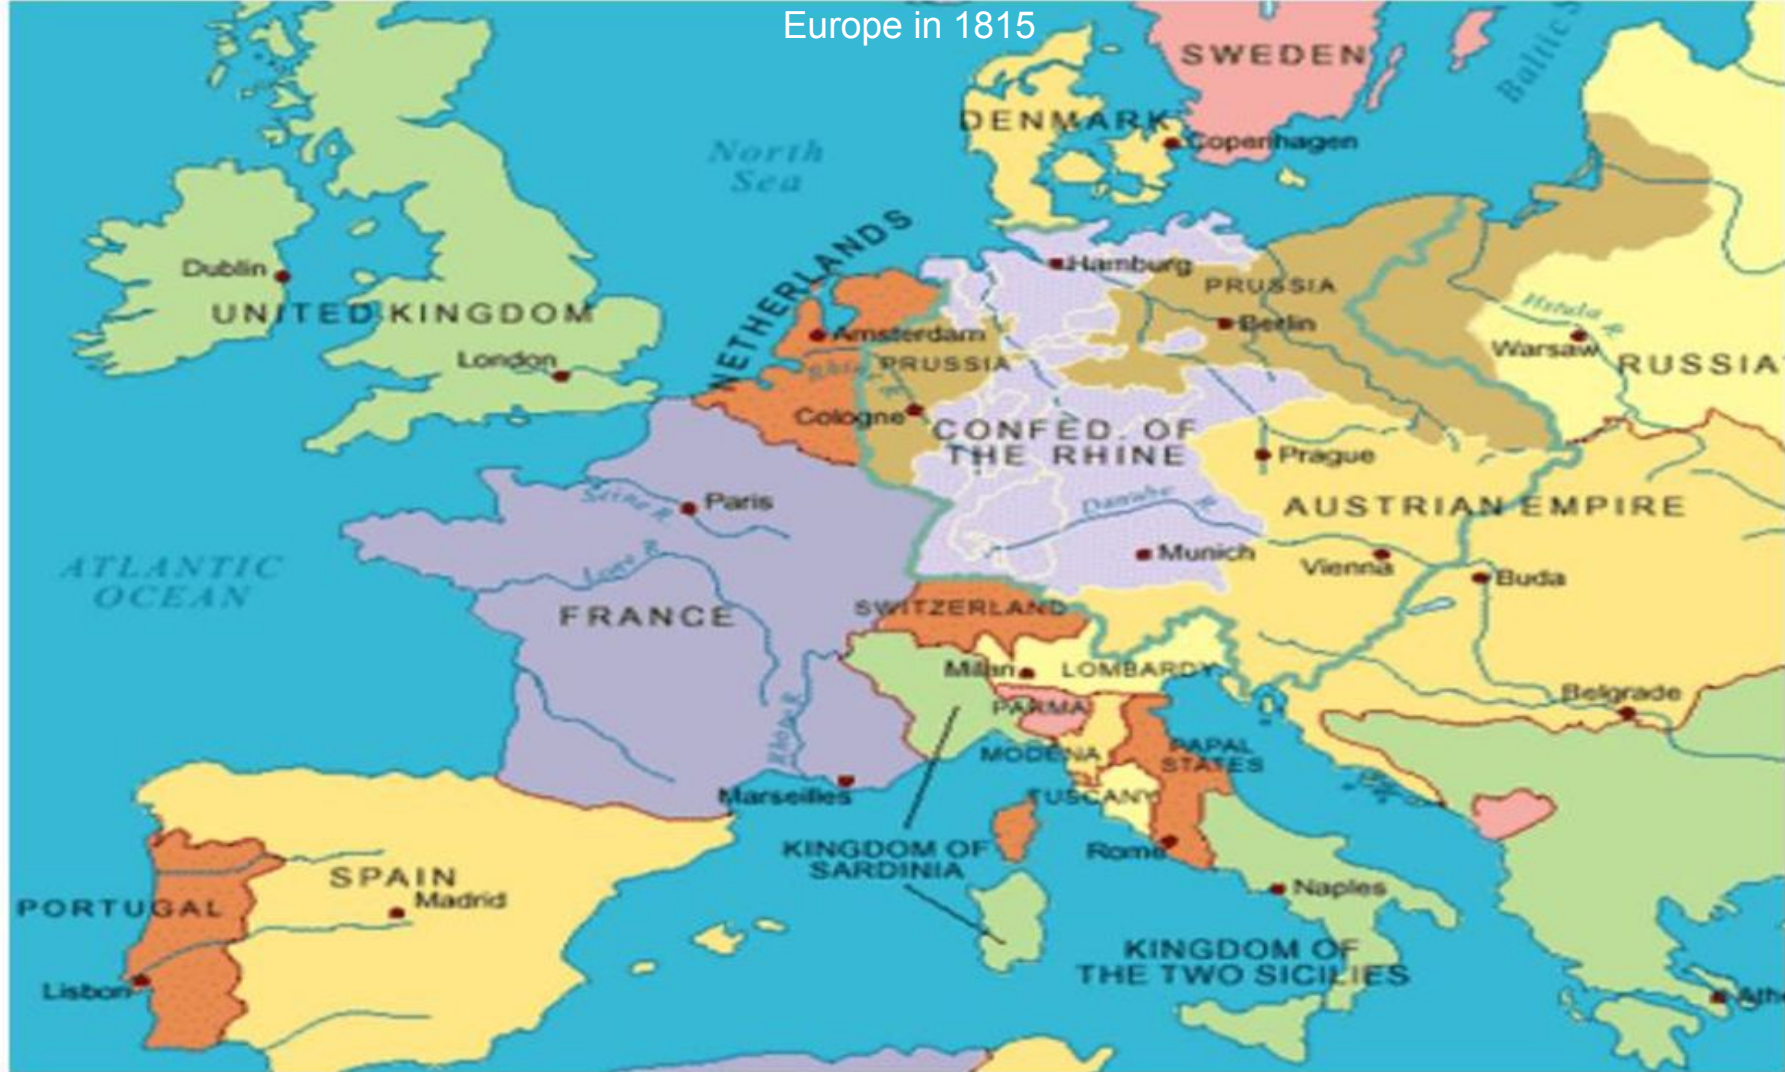 Europe in 1815
SWEDEN
DENMARK
Copenhagen
North
Sea
NETHERLANDS
Dublin
UNITED KINGDOM
London
Hamburg
PRUSSIA
Berlin
Amsterdam
PRUSSIA
Cologne
CONFED. OF
THE RHINE
Warsaw
RUSSIA
Prague
AUSTRIAN EMPIRE
Seine R.
Paris
Danube R.
Munich
Vienna
Buda
ATLANTIC
OCEAN
FRANCE
SWITZERLAND
Milan
LOMBARDY
PARMA
Belgrade
MODENA
PAPAL
STATES
TUSCANY
Marseilles
KINGDOM OF
SARDINIA
Rome
Naples
SPAIN
Madrid
PORTUGAL
Lisbon
KINGDOM OF
THE TWO SICILIES